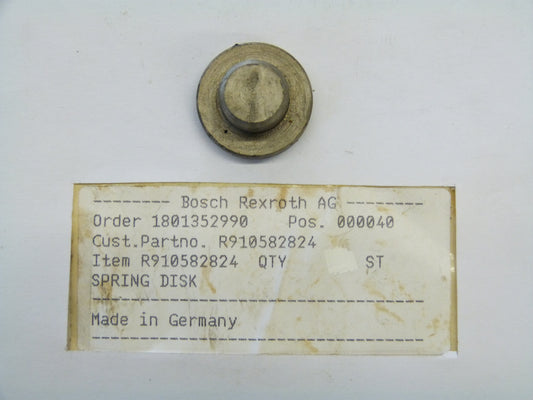 --------- Bosch Rexroth AG ---------
Order 1801352990 Pos. 000040
Cust.Partno. R910582824
Item R910582824 QTY ST
SPRING DISK
---------------------------------------
Made in Germany
---------------------------------------